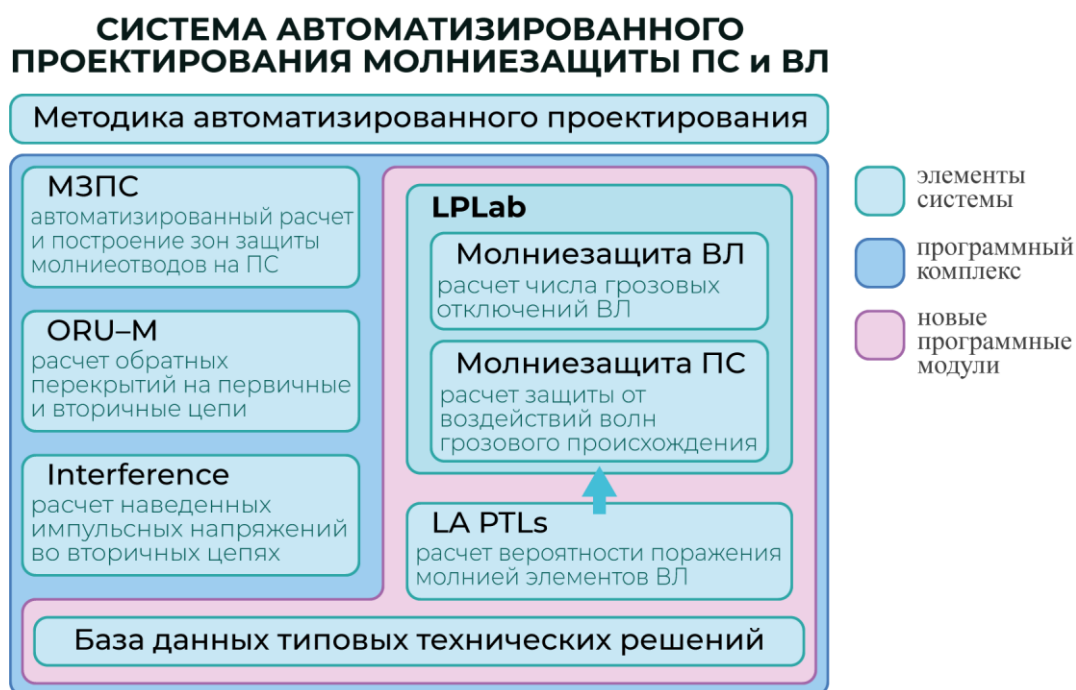 СИСТЕМА АВТОМАТИЗИРОВАННОГО
ПРОЕКТИРОВАНИЯ МОЛНИЕЗАЩИТЫ ПС и ВЛ
Методика автоматизированного проектирования
МЗПС
автоматизированный расчет
и построение зон защиты
молниеотводов на ПС
ORU–M
расчет обратных
перекрытий на первичные
и вторичные цепи
Interference
расчет наведенных
импульсных напряжений
во вторичных цепях
LPLab
Молниезащита ВЛ
расчет числа грозовых
отключений ВЛ
Молниезащита ПС
расчет защиты от
воздействий волн
грозового происхождения
LA PTLs
расчет вероятности поражения
молнией элементов ВЛ
База данных типовых технических решений
элементы
системы
программный
комплекс
новые
программные
модули